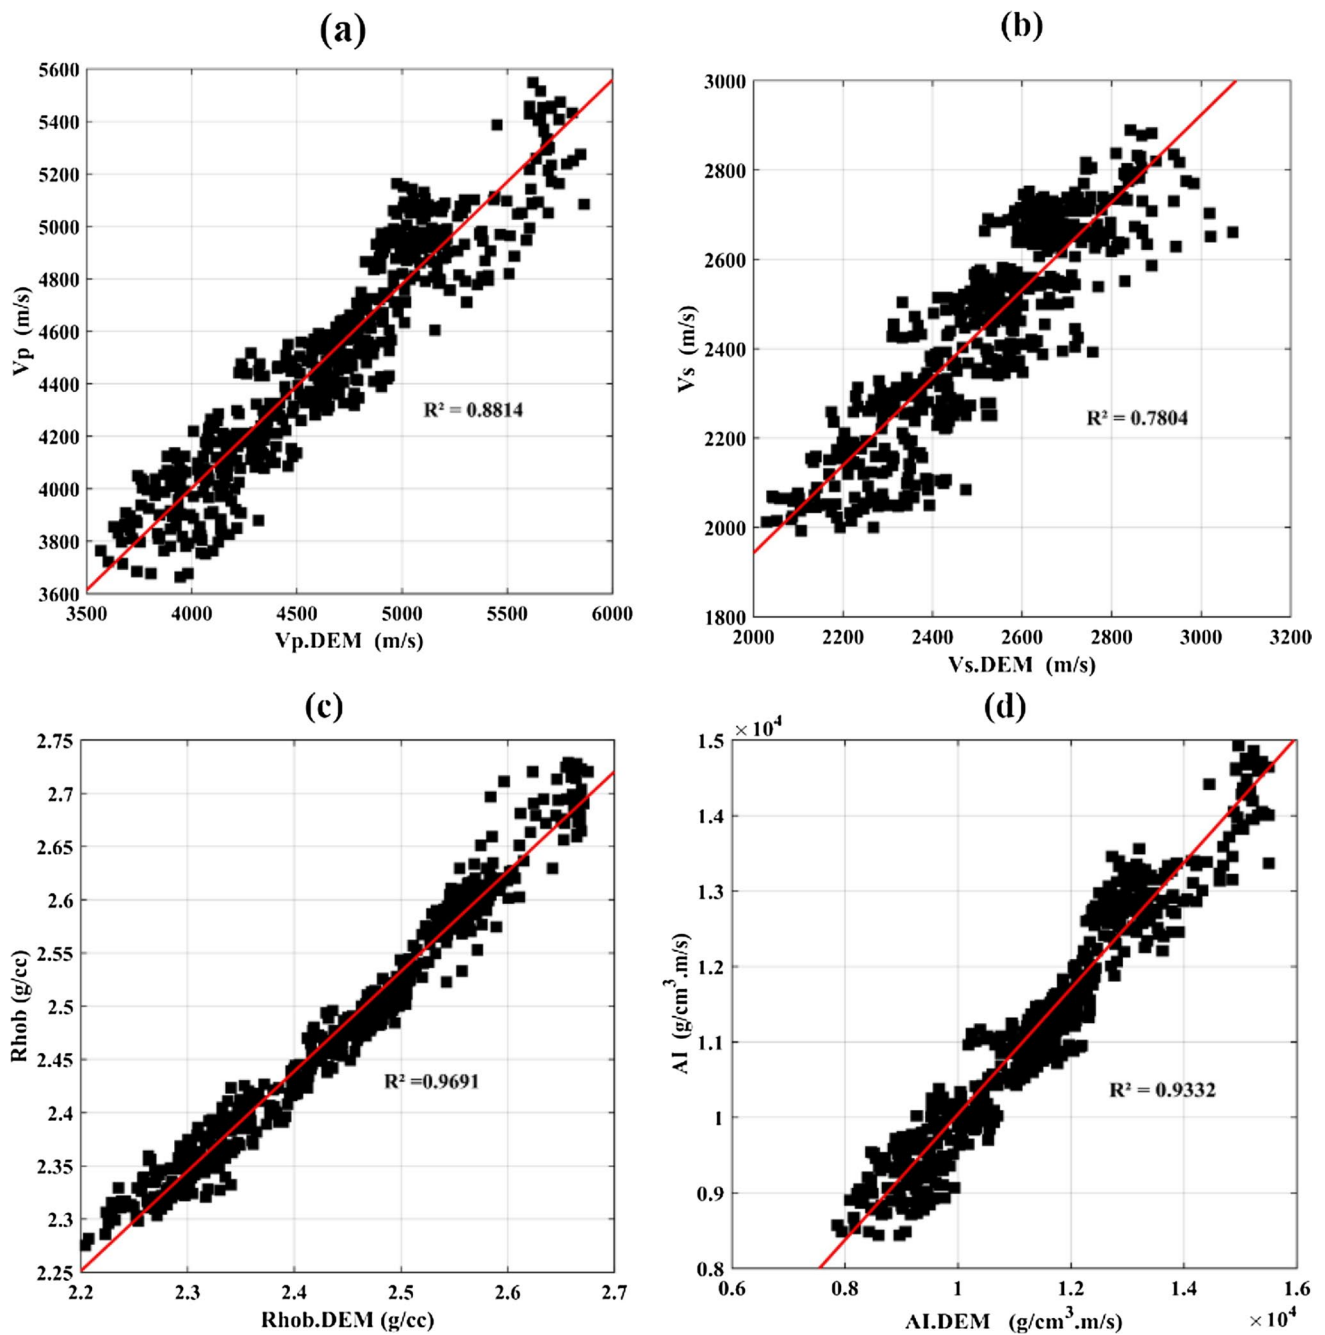 (a)
5600
5400
5200
5000
4800
4600
4400
4200
4000
3800
3600
Vp (m/s)
R² = 0.8814
3500 4000 4500 5000 5500 6000
Vp.DEM (m/s)
(b)
3000
2800
2600
2400
2200
2000
1800
Vs (m/s)
R² = 0.7804
2000 2200 2400 2600 2800 3000 3200
Vs.DEM (m/s)
(c)
2.75
2.7
2.65
2.6
2.55
2.5
2.45
2.4
2.35
2.3
2.25
Rhob (g/cc)
R² =0.9691
2.2 2.3 2.4 2.5 2.6 2.7
Rhob.DEM (g/cc)
(d)
×10⁴
1.5
1.4
1.3
1.2
1.1
1
0.9
0.8
AI (g/cm³.m/s)
R² = 0.9332
0.6 0.8 1 1.2 1.4 1.6
AI.DEM (g/cm³.m/s)
×10⁴